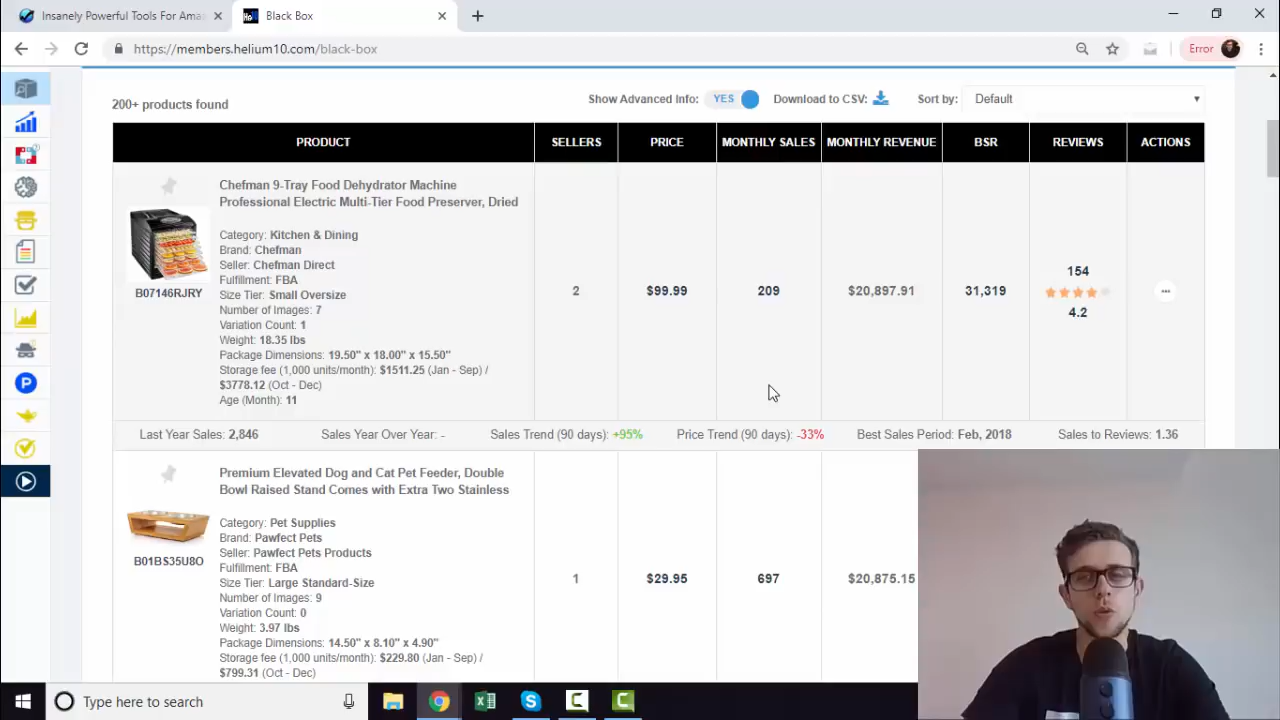 Insanely Powerful Tools For Ama
Black Box
https://members.helium10.com/black-box
Error
200+ products found
Show Advanced Info: YES
Download to CSV:
Sort by: Default
PRODUCT SELLERS PRICE MONTHLY SALES MONTHLY REVENUE BSR REVIEWS ACTIONS
Chefman 9-Tray Food Dehydrator Machine
Professional Electric Multi-Tier Food Preserver, Dried
Category: Kitchen & Dining
Brand: Chefman
Seller: Chefman Direct
Fulfillment: FBA
Size Tier: Small Oversize
Number of Images: 7
Variation Count: 1
Weight: 18.35 lbs
Package Dimensions: 19.50" x 18.00" x 15.50"
Storage fee (1,000 units/month): $1511.25 (Jan - Sep) /
$3778.12 (Oct - Dec)
Age (Month): 11
B07146RJRY
2
$99.99
209
$20,897.91
31,319
154
4.2
Last Year Sales: 2,846
Sales Year Over Year: -
Sales Trend (90 days): +95%
Price Trend (90 days): -33%
Best Sales Period: Feb, 2018
Sales to Reviews: 1.36
Premium Elevated Dog and Cat Pet Feeder, Double
Bowl Raised Stand Comes with Extra Two Stainless
Category: Pet Supplies
Brand: Pawfect Pets
Seller: Pawfect Pets Products
Fulfillment: FBA
Size Tier: Large Standard-Size
Number of Images: 9
Variation Count: 0
Weight: 3.97 lbs
Package Dimensions: 14.50" x 8.10" x 4.90"
Storage fee (1,000 units/month): $229.80 (Jan - Sep) /
$799.31 (Oct - Dec)
B01BS35U8O
1
$29.95
697
$20,875.15
Type here to search